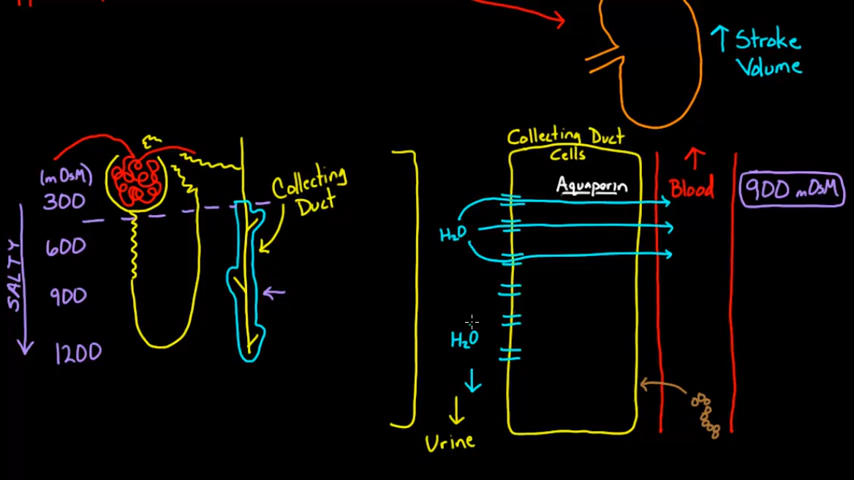 ↑ Stroke
Volume
(mOsM)
300
600
900
1200
SALTY
Collecting
Duct
Collecting Duct
Cells
Aquaporin
H₂O
H₂O
Urine
Blood
900 mOsM